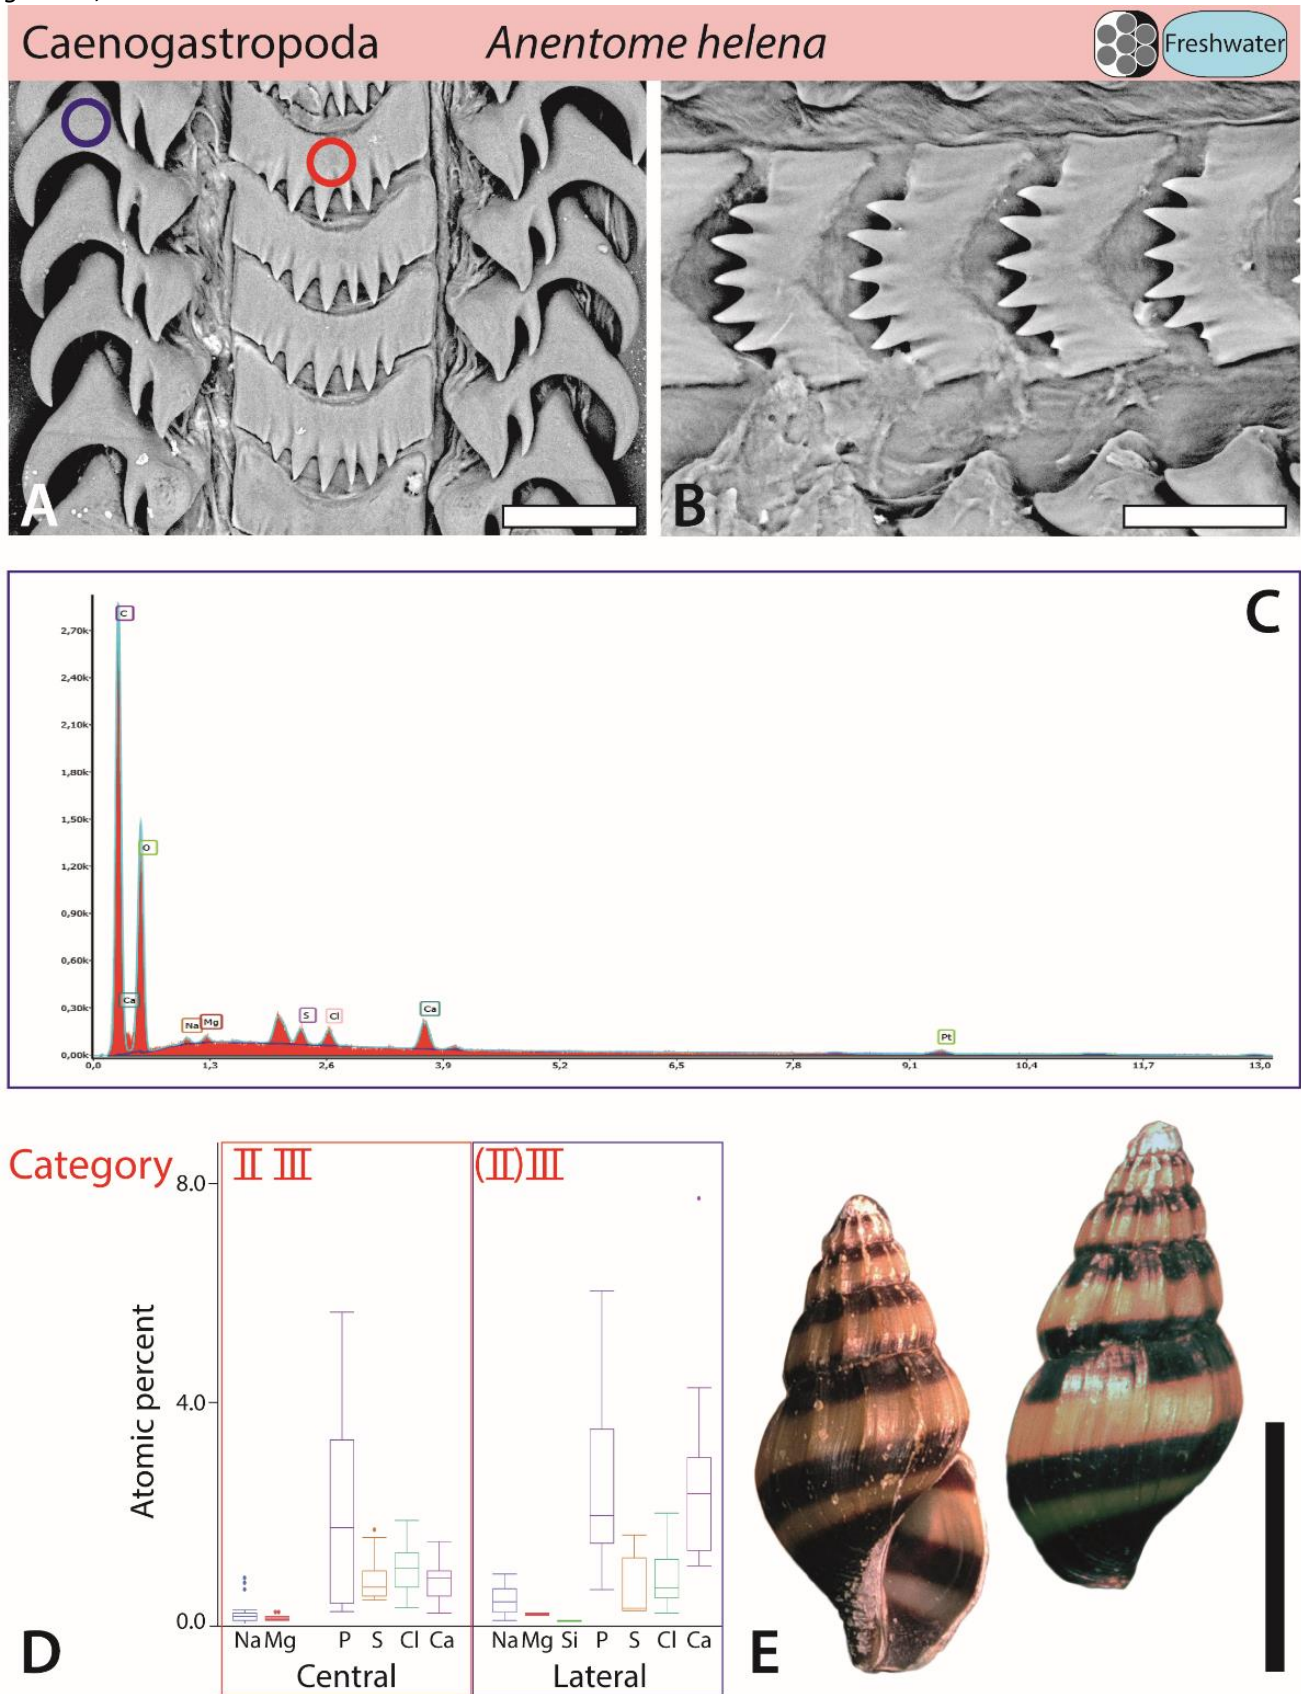 Caenogastropoda Anentome helena Freshwater
A B
C
2,70k
2,40k
2,10k
1,80k
1,50k
1,20k
0,90k
0,60k
0,30k
0,00k
C
O
Ca
Na Mg S Cl Ca Pt
0,0 1,3 2,6 3,9 5,2 6,5 7,8 9,1 10,4 11,7 13,0
Category II III (II) III
8.0
4.0
0.0
Atomic percent
Na Mg P S Cl Ca Na Mg Si P S Cl Ca
Central Lateral
D E